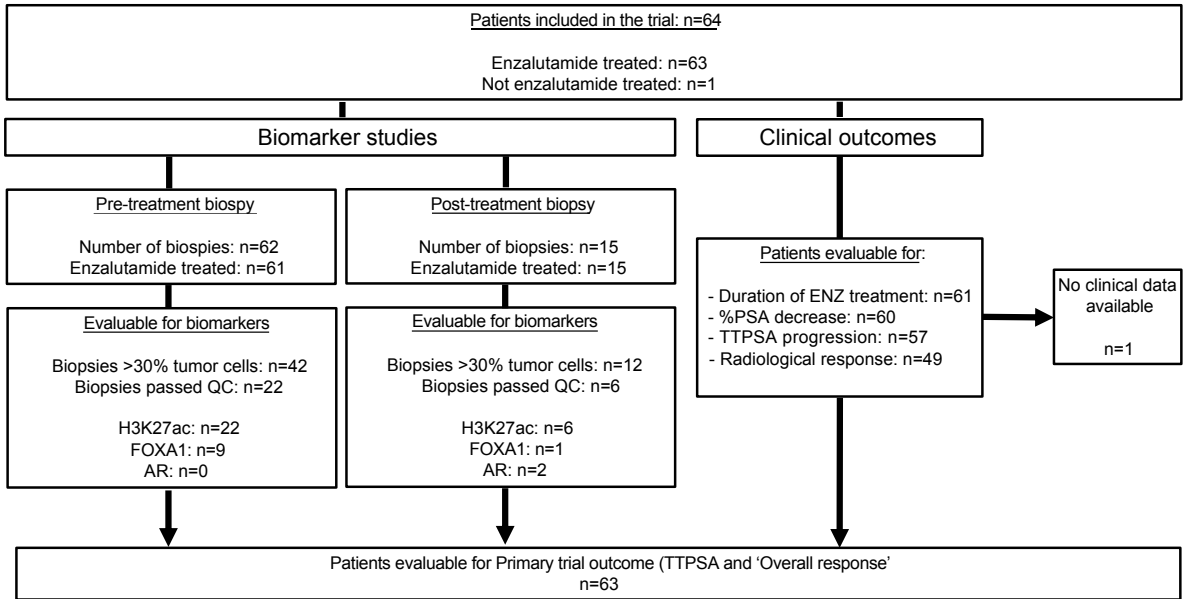 Patients included in the trial: n=64
Enzalutamide treated: n=63
Not enzalutamide treated: n=1
Biomarker studies
Clinical outcomes
Pre-treatment biospy
Number of biospies: n=62
Enzalutamide treated: n=61
Post-treatment biopsy
Number of biopsies: n=15
Enzalutamide treated: n=15
Patients evaluable for:
- Duration of ENZ treatment: n=61
- %PSA decrease: n=60
- TTPSA progression: n=57
- Radiological response: n=49
No clinical data
available
n=1
Evaluable for biomarkers
Biopsies >30% tumor cells: n=42
Biopsies passed QC: n=22
H3K27ac: n=22
FOXA1: n=9
AR: n=0
Evaluable for biomarkers
Biopsies >30% tumor cells: n=12
Biopsies passed QC: n=6
H3K27ac: n=6
FOXA1: n=1
AR: n=2
Patients evaluable for Primary trial outcome (TTPSA and ‘Overall response’
n=63